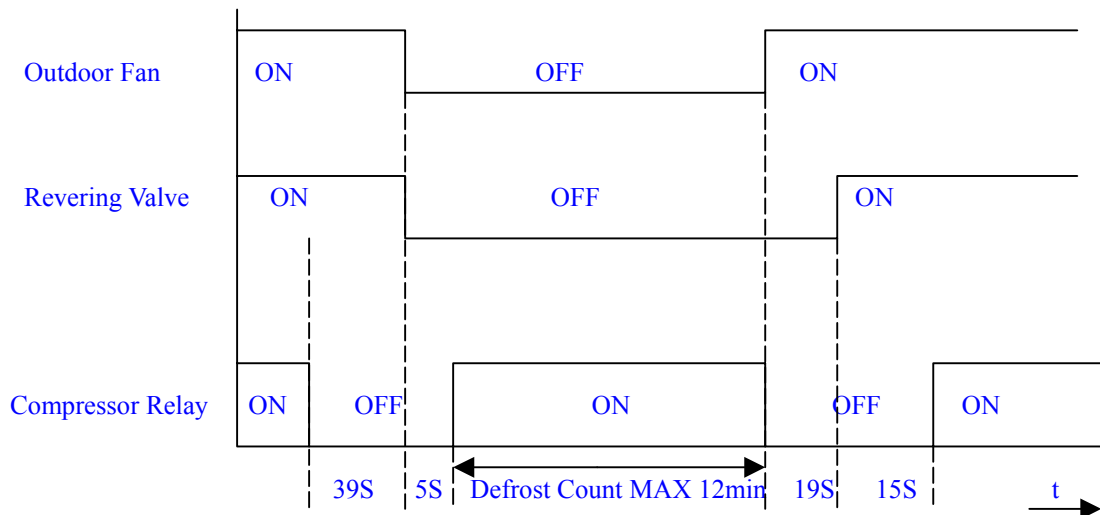 Outdoor Fan ON OFF ON
Revering Valve ON OFF ON
Compressor Relay ON OFF ON OFF ON
39S 5S Defrost Count MAX 12min 19S 15S t